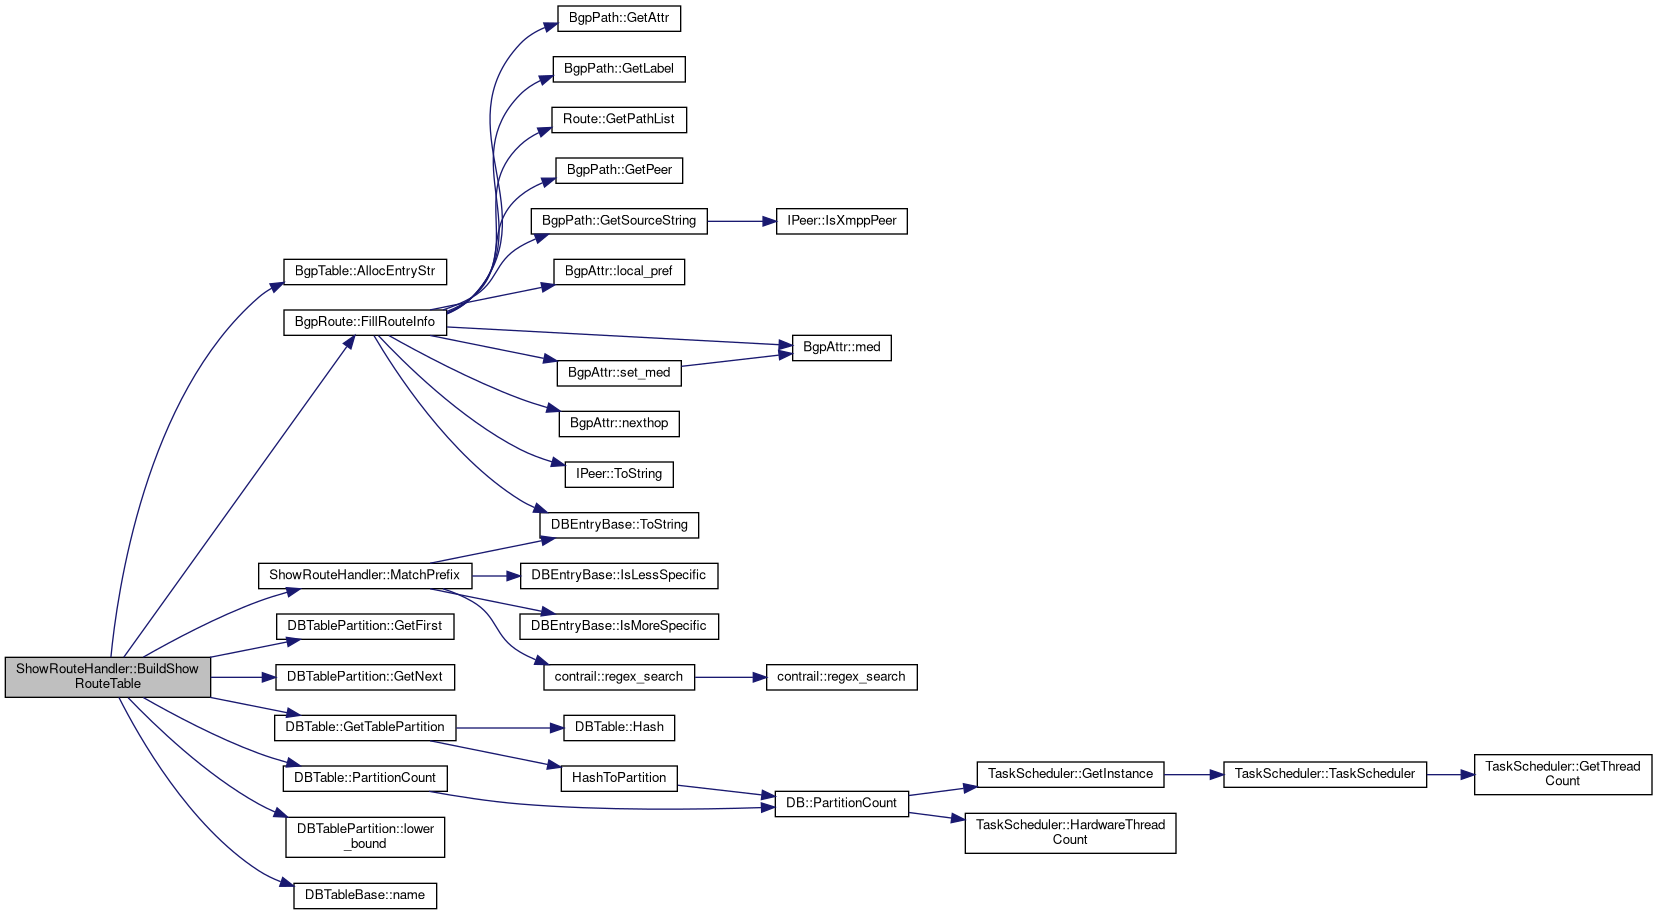 BgpPath::GetAttr
BgpPath::GetLabel
Route::GetPathList
BgpPath::GetPeer
BgpPath::GetSourceString
IPeer::IsXmppPeer
BgpTable::AllocEntryStr
BgpAttr::local_pref
BgpRoute::FillRouteInfo
BgpAttr::med
BgpAttr::set_med
BgpAttr::nexthop
IPeer::ToString
DBEntryBase::ToString
ShowRouteHandler::MatchPrefix
DBEntryBase::IsLessSpecific
DBTablePartition::GetFirst
DBEntryBase::IsMoreSpecific
ShowRouteHandler::BuildShow
RouteTable
DBTablePartition::GetNext
contrail::regex_search
contrail::regex_search
DBTable::GetTablePartition
DBTable::Hash
DBTable::PartitionCount
HashToPartition
DB::PartitionCount
TaskScheduler::GetInstance
TaskScheduler::TaskScheduler
TaskScheduler::GetThread
Count
TaskScheduler::HardwareThread
Count
DBTablePartition::lower
_bound
DBTableBase::name